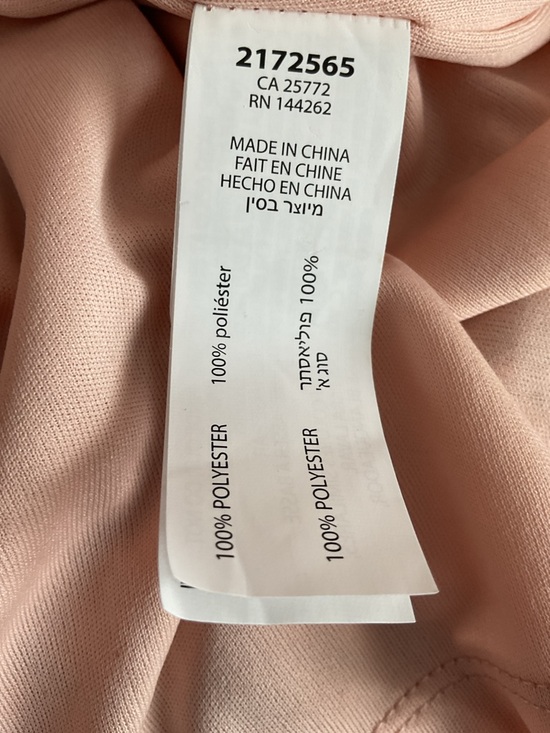 2172565
CA 25772
RN 144262
MADE IN CHINA
FAIT EN CHINE
HECHO EN CHINA
מיוצר בסין
100% POLYESTER
100% poliéster
100% POLYESTER
100% פוליאסתר
סוג א'